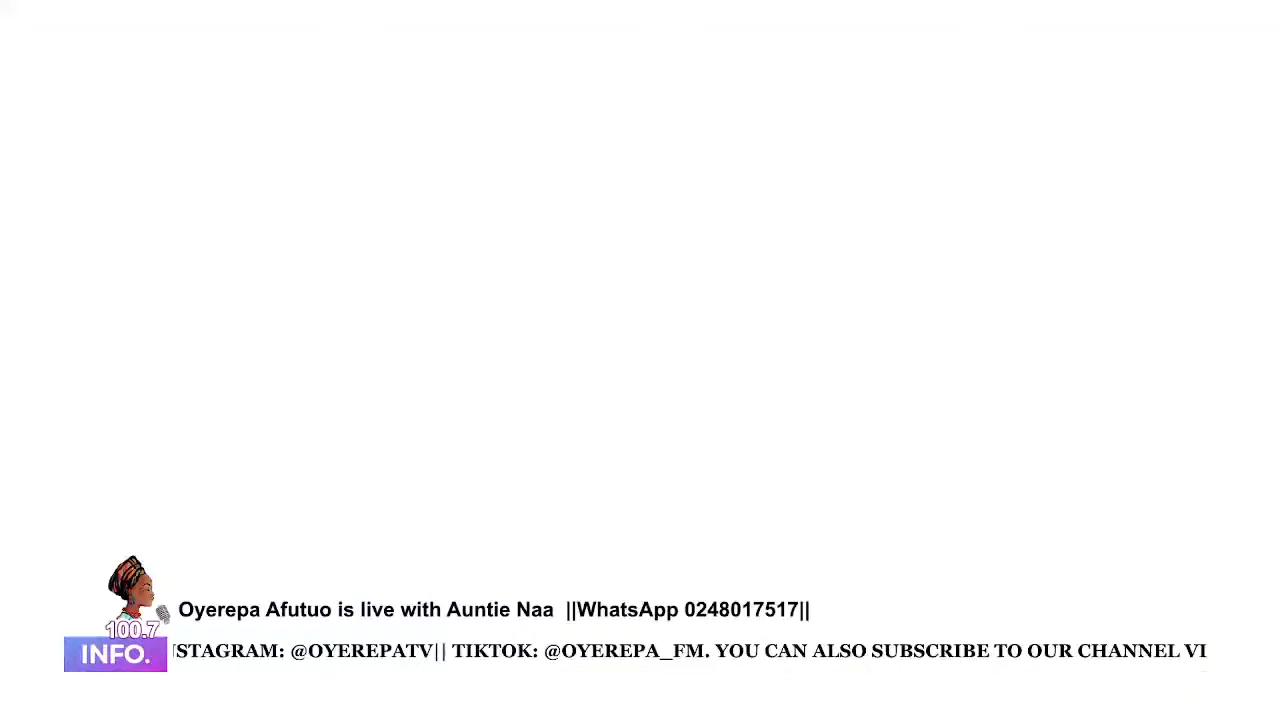 Oyerepa Afutuo is live with Auntie Naa ||WhatsApp 0248017517||
100.7
INFO.
STAGRAM: @OYEREPATV|| TIKTOK: @OYEREPA_FM. YOU CAN ALSO SUBSCRIBE TO OUR CHANNEL VI